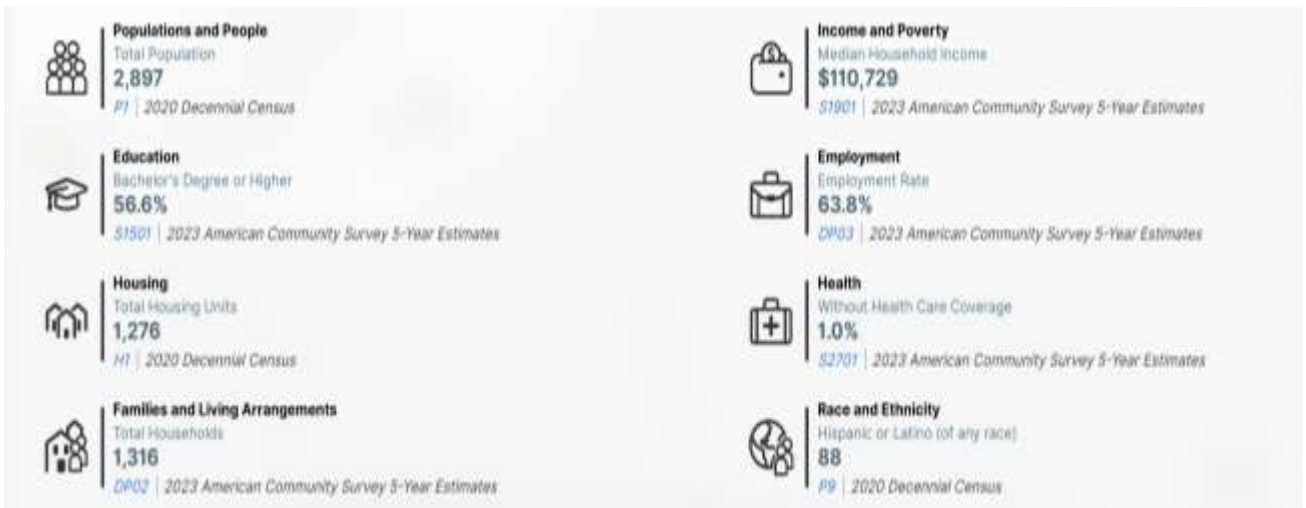 Populations and People
Total Population
2,897
P1 | 2020 Decennial Census
Education
Bachelor's Degree or Higher
56.6%
S1501 | 2023 American Community Survey 5-Year Estimates
Housing
Total Housing Units
1,276
H1 | 2020 Decennial Census
Families and Living Arrangements
Total Households
1,316
DP02 | 2023 American Community Survey 5-Year Estimates
Income and Poverty
Median Household Income
$110,729
S1901 | 2023 American Community Survey 5-Year Estimates
Employment
Employment Rate
63.8%
DP03 | 2023 American Community Survey 5-Year Estimates
Health
Without Health Care Coverage
1.0%
S2701 | 2023 American Community Survey 5-Year Estimates
Race and Ethnicity
Hispanic or Latino (of any race)
88
P9 | 2020 Decennial Census